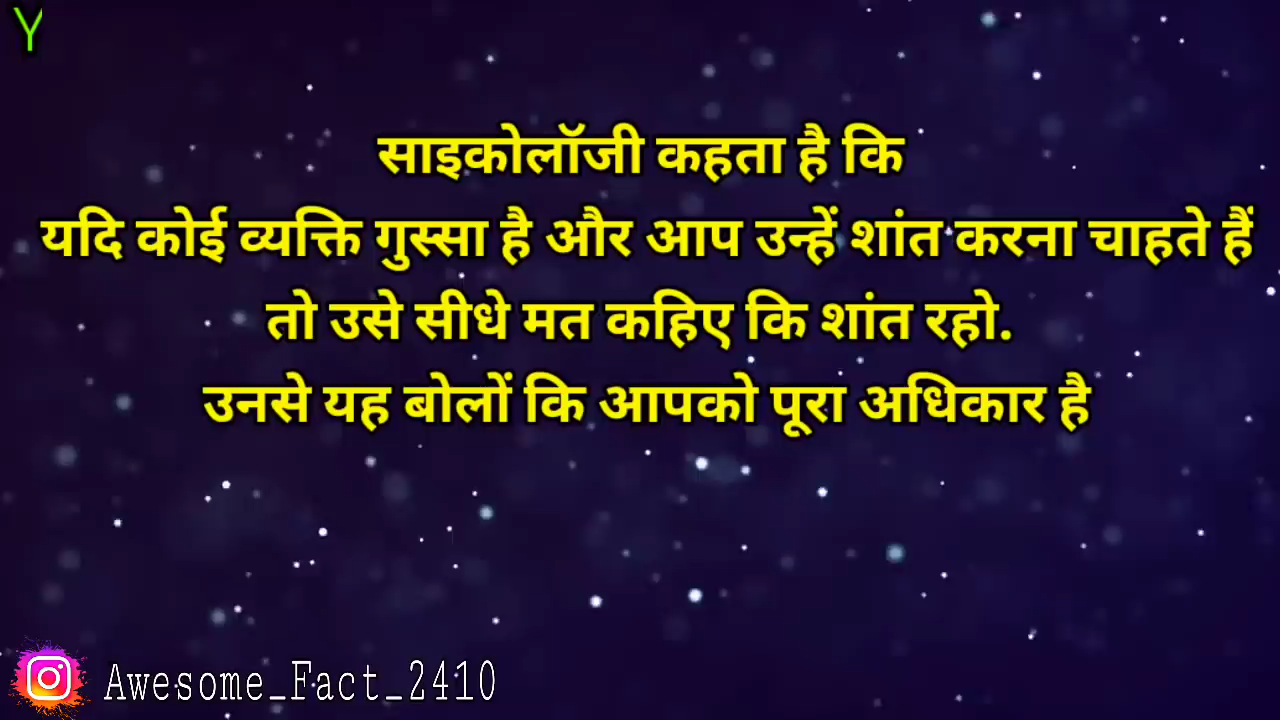 Y
साइकोलॉजी कहता है कि
यदि कोई व्यक्ति गुस्सा है और आप उन्हें शांत करना चाहते हैं
तो उसे सीधे मत कहिए कि शांत रहो.
उनसे यह बोलों कि आपको पूरा अधिकार है
Awesome_Fact_2410